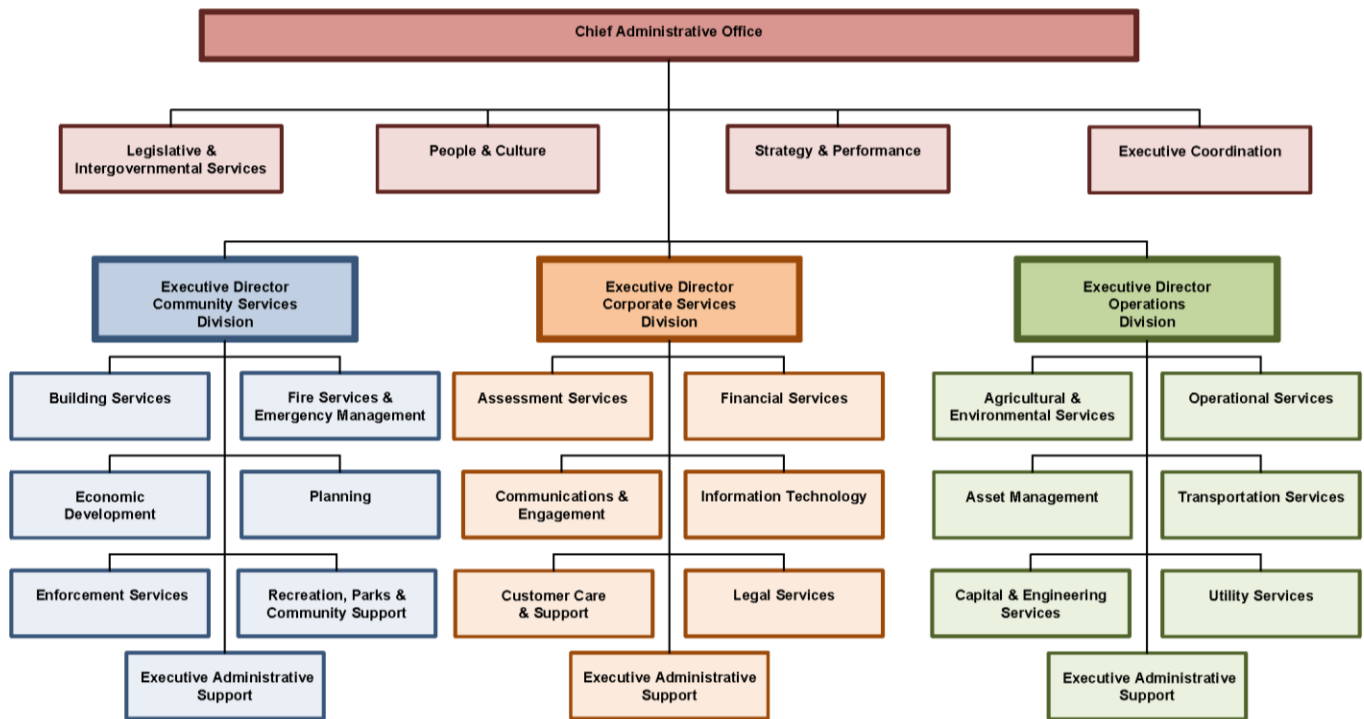 Chief Administrative Office
Legislative &
Intergovernmental Services
People & Culture
Strategy & Performance
Executive Coordination
Executive Director
Community Services
Division
Executive Director
Corporate Services
Division
Executive Director
Operations
Division
Building Services
Fire Services &
Emergency Management
Economic
Development
Planning
Enforcement Services
Recreation, Parks &
Community Support
Executive Administrative
Support
Assessment Services
Financial Services
Communications &
Engagement
Information Technology
Customer Care
& Support
Legal Services
Executive Administrative
Support
Agricultural &
Environmental Services
Operational Services
Asset Management
Transportation Services
Capital & Engineering
Services
Utility Services
Executive Administrative
Support